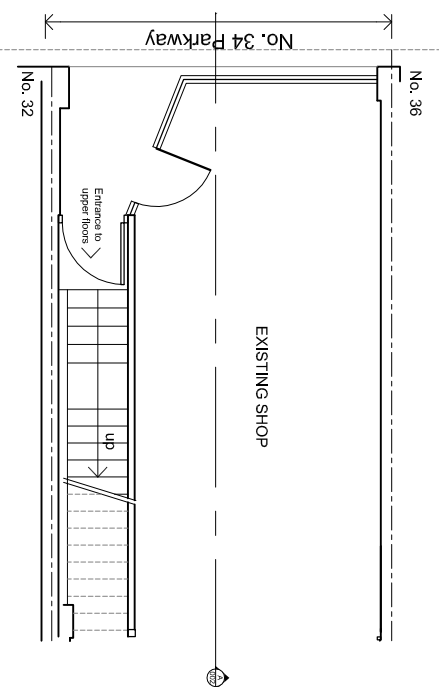 No. 34 Parkway
No. 32
No. 36
Entrance to
upper floors
EXISTING SHOP
up
A